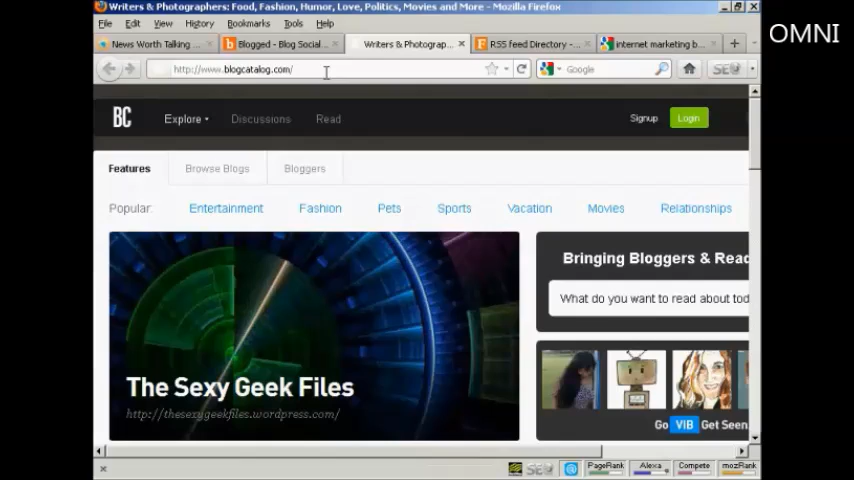 Writers & Photographers: Food, Fashion, Humor, Love, Politics, Movies and More - Mozilla Firefox
File Edit View History Bookmarks Tools Help
OMNI
News Worth Talking ... Blogged - Blog Social... Writers & Photograp... RSS feed Directory - ... internet marketing b...
http://www.blogcatalog.com/ Google SEO
BC Explore Discussions Read Signup Login
Features Browse Blogs Bloggers
Popular: Entertainment Fashion Pets Sports Vacation Movies Relationships
Bringing Bloggers & Read
What do you want to read about tod
The Sexy Geek Files
http://thesexygeekfiles.wordpress.com/
Go VIB Get Seen
SEO PageRank Alexa Compete mozRank